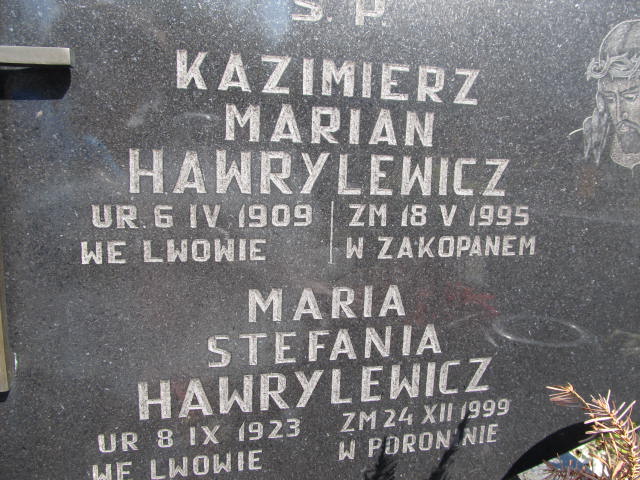 Ś. P.
KAZIMIERZ
MARIAN
HAWRYLEWICZ
UR. 6 IV 1909 ZM 18 V 1995
WE LWOWIE W ZAKOPANEM
MARIA
STEFANIA
HAWRYLEWICZ
UR 8 IX 1923 ZM 24 XII 1999
WE LWOWIE W PORONINIE